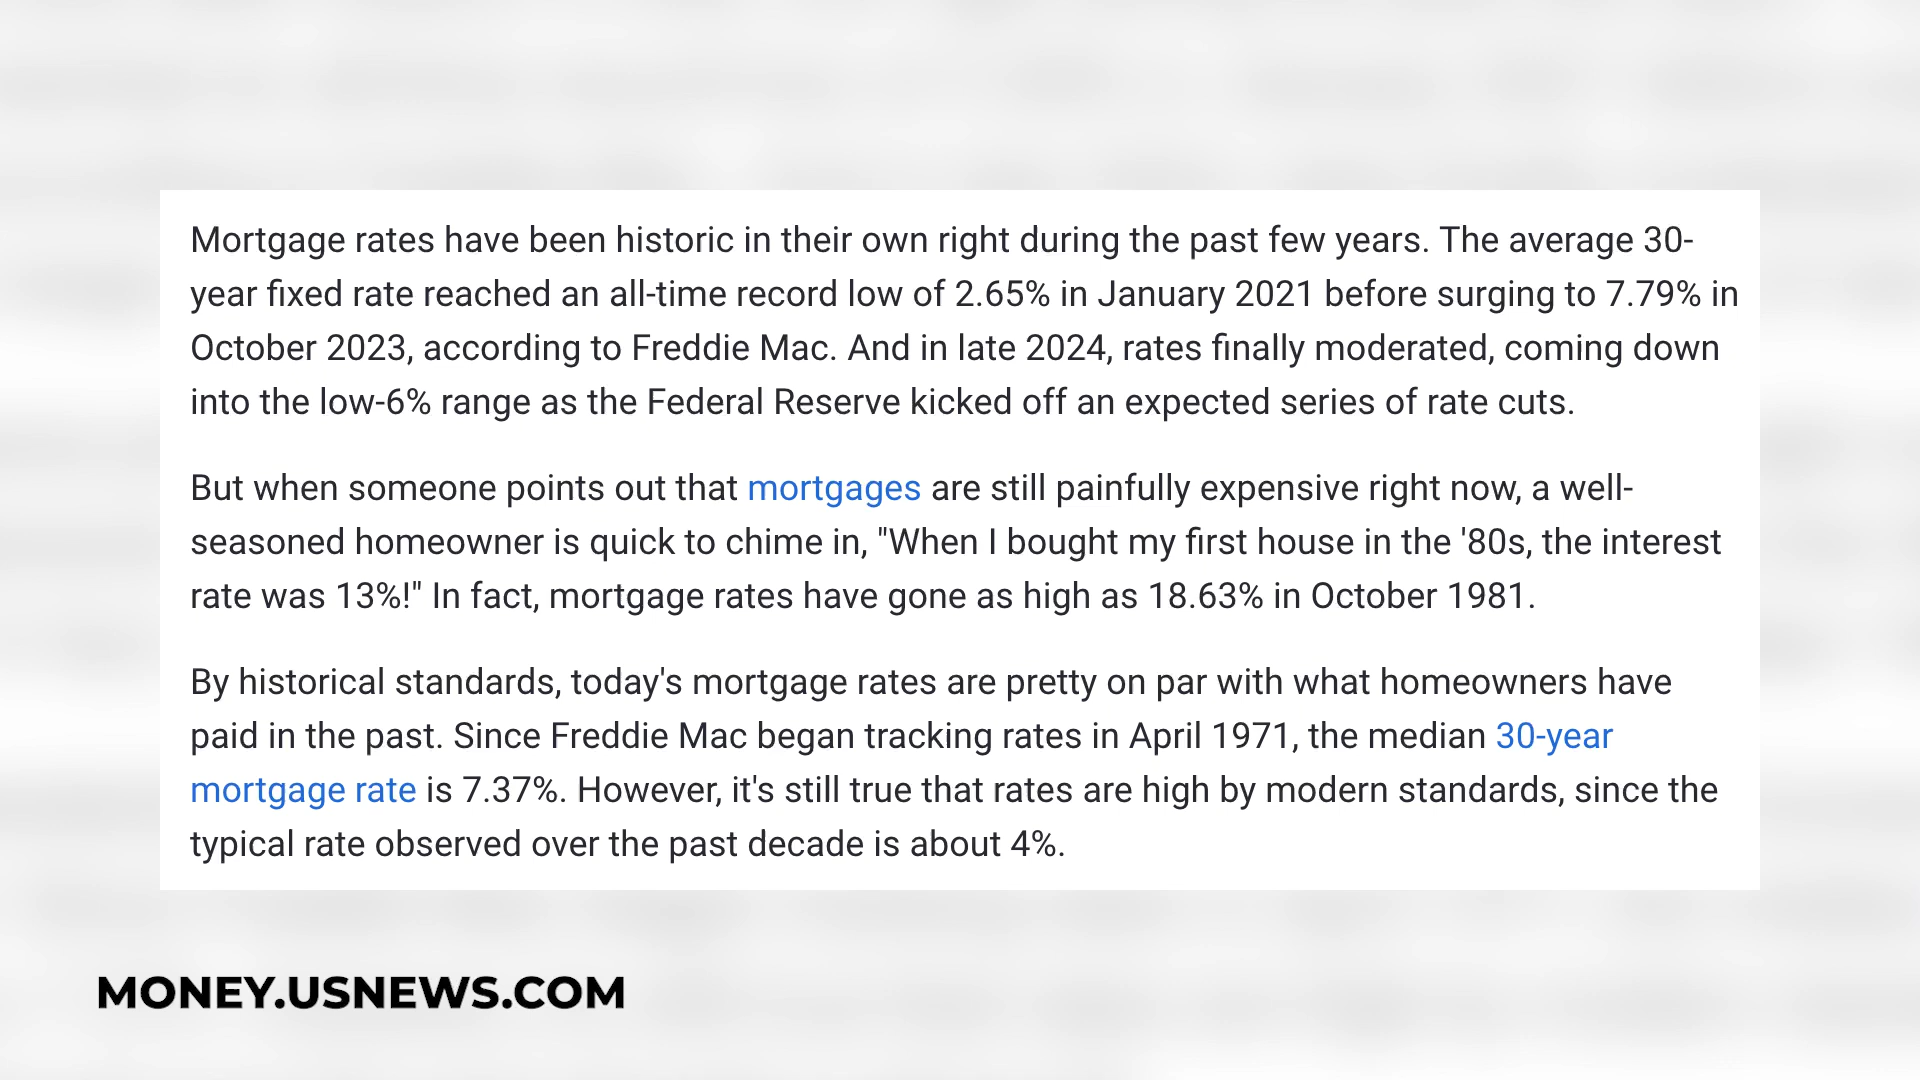 Mortgage rates have been historic in their own right during the past few years. The average 30-
year fixed rate reached an all-time record low of 2.65% in January 2021 before surging to 7.79% in
October 2023, according to Freddie Mac. And in late 2024, rates finally moderated, coming down
into the low-6% range as the Federal Reserve kicked off an expected series of rate cuts.
But when someone points out that mortgages are still painfully expensive right now, a well-
seasoned homeowner is quick to chime in, "When I bought my first house in the '80s, the interest
rate was 13%!" In fact, mortgage rates have gone as high as 18.63% in October 1981.
By historical standards, today's mortgage rates are pretty on par with what homeowners have
paid in the past. Since Freddie Mac began tracking rates in April 1971, the median 30-year
mortgage rate is 7.37%. However, it's still true that rates are high by modern standards, since the
typical rate observed over the past decade is about 4%.
MONEY.USNEWS.COM